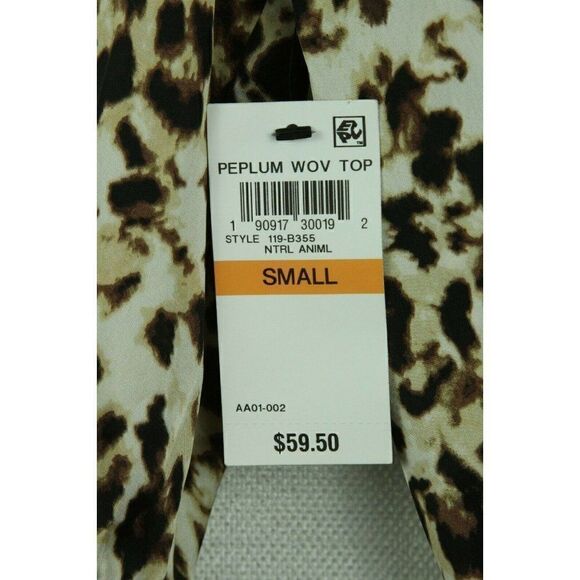 PEPLUM WOV TOP
1 90917 30019 2
STYLE 119-B355
NTRL ANIML
SMALL
AA01-002
$59.50